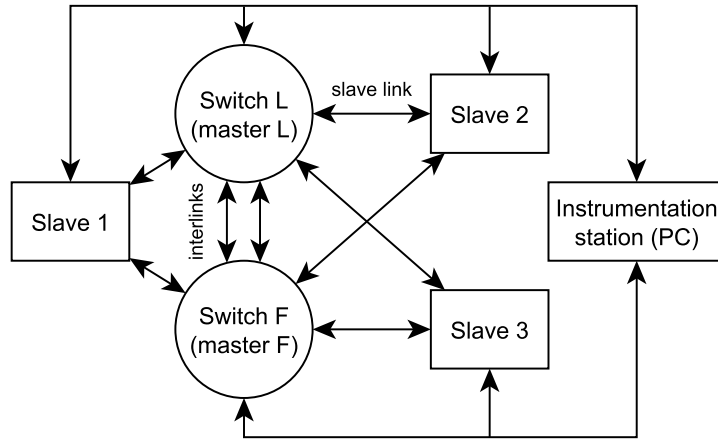 Switch L
(master L)
slave link
Slave 2
Slave 1
interlinks
Instrumentation
station (PC)
Switch F
(master F)
Slave 3